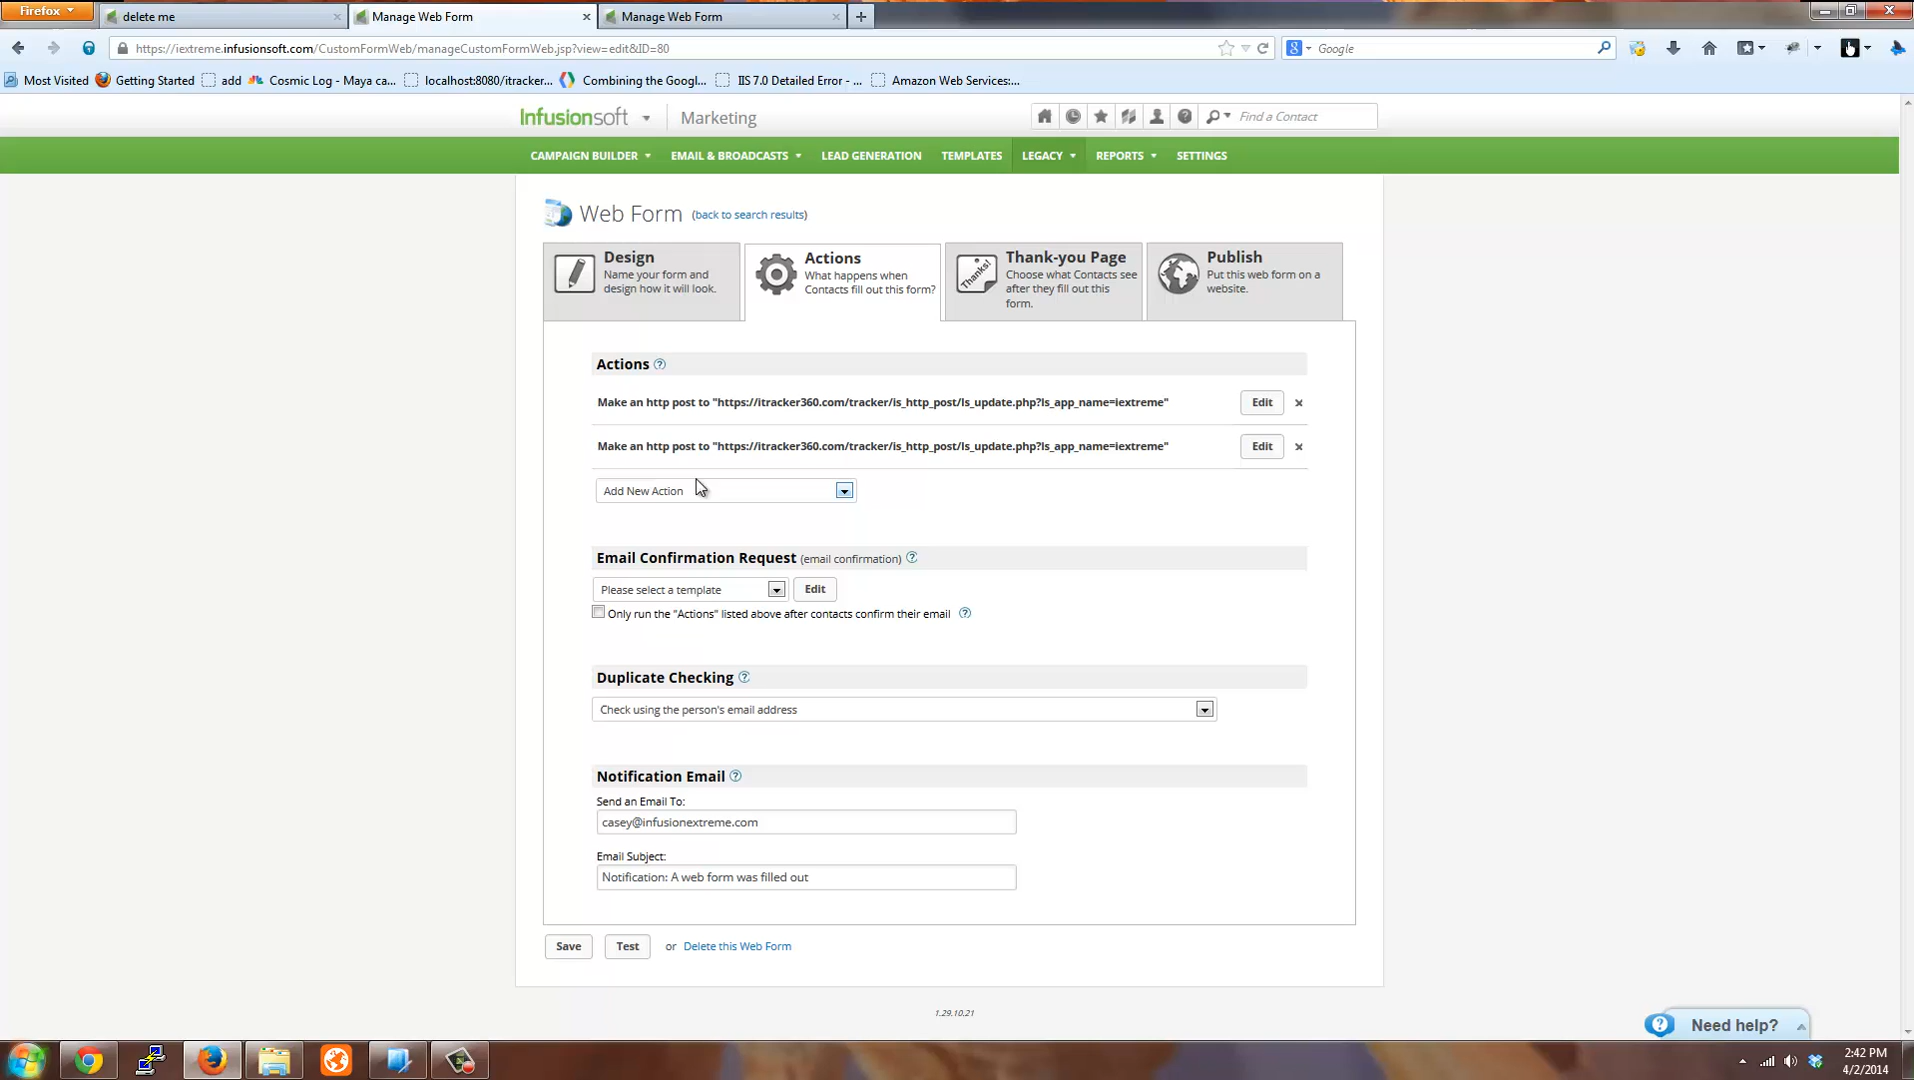 Firefox
delete me
Manage Web Form
Manage Web Form
https://iextreme.infusionsoft.com/CustomFormWeb/manageCustomFormWeb.jsp?view=edit&ID=80
Google
Most Visited
Getting Started
add
Cosmic Log - Maya ca...
localhost:8080/itracker...
Combining the Googl...
IIS 7.0 Detailed Error - ...
Amazon Web Services:...
Infusionsoft
Marketing
Find a Contact
CAMPAIGN BUILDER
EMAIL & BROADCASTS
LEAD GENERATION
TEMPLATES
LEGACY
REPORTS
SETTINGS
Web Form (back to search results)
Design
Name your form and
design how it will look.
Actions
What happens when
Contacts fill out this form?
Thanks!
Thank-you Page
Choose what Contacts see
after they fill out this
form.
Publish
Put this web form on a
website.
Actions ?
Make an http post to "https://itracker360.com/tracker/is_http_post/ls_update.php?ls_app_name=iextreme" Edit ×
Make an http post to "https://itracker360.com/tracker/is_http_post/ls_update.php?ls_app_name=iextreme" Edit ×
Add New Action
Email Confirmation Request (email confirmation) ?
Please select a template
Edit
Only run the "Actions" listed above after contacts confirm their email ?
Duplicate Checking ?
Check using the person's email address
Notification Email ?
Send an Email To:
casey@infusionextreme.com
Email Subject:
Notification: A web form was filled out
Save
Test
or Delete this Web Form
1.29.10.21
? Need help?
2:42 PM
4/2/2014